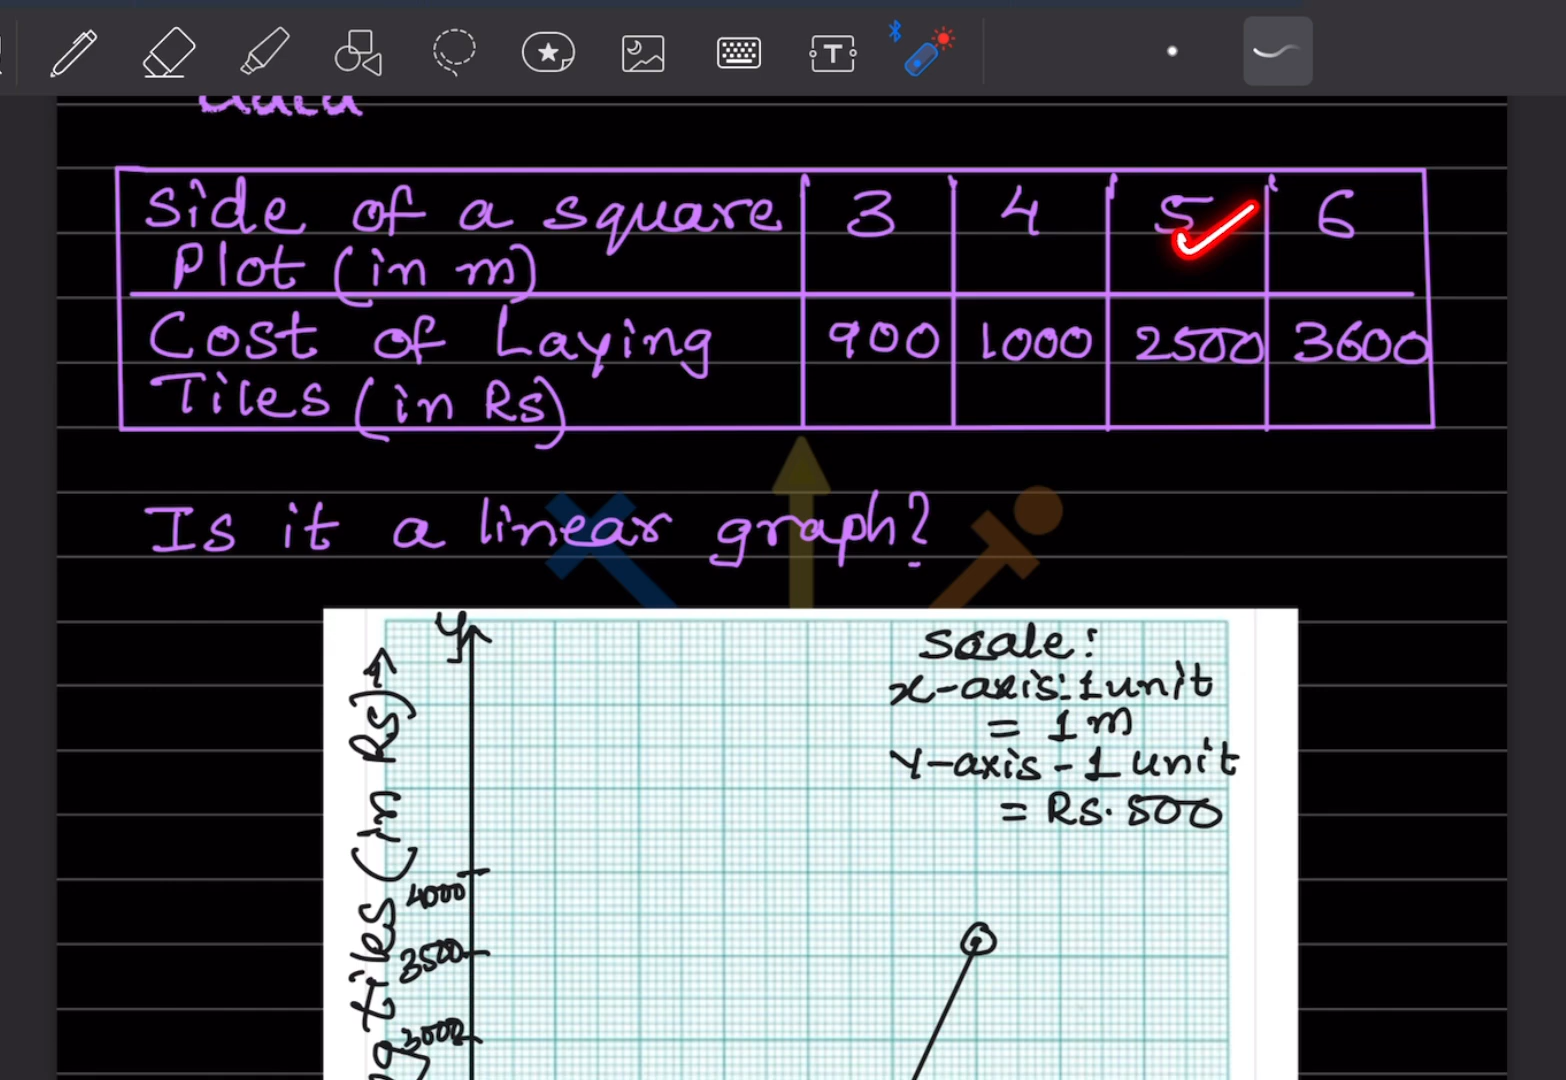 data
Side of a square 3 4 5 6
Plot (in m)
Cost of Laying 900 1000 2500 3600
Tiles (in Rs)
Is it a linear graph?
Y
Scale:
x-axis: 1 unit
= 1 m
Y-axis - 1 unit
= Rs. 500
tiles (in Rs) →
4000
3500
3000